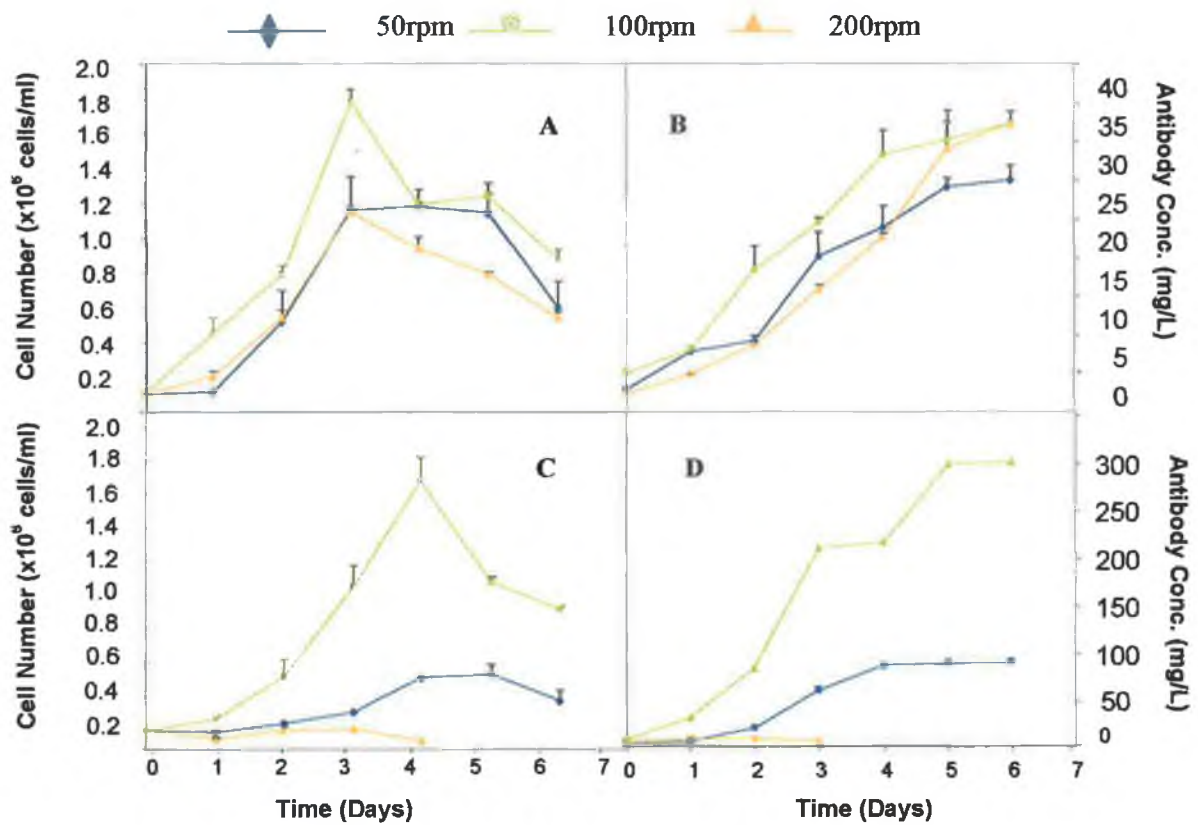 50rpm 100rpm 200rpm
Cell Number (x10⁶ cells/ml)
2.0
1.8
1.6
1.4
1.2
1.0
0.8
0.6
0.4
0.2
A
B
40
35
30
25
20
15
10
5
0
Antibody Conc. (mg/L)
Cell Number (x10⁶ cells/ml)
2.0
1.8
1.6
1.4
1.2
1.0
0.8
0.6
0.4
0.2
C
D
300
250
200
150
100
50
0
Antibody Conc. (mg/L)
0 1 2 3 4 5 6 7
0 1 2 3 4 5 6 7
Time (Days)
Time (Days)